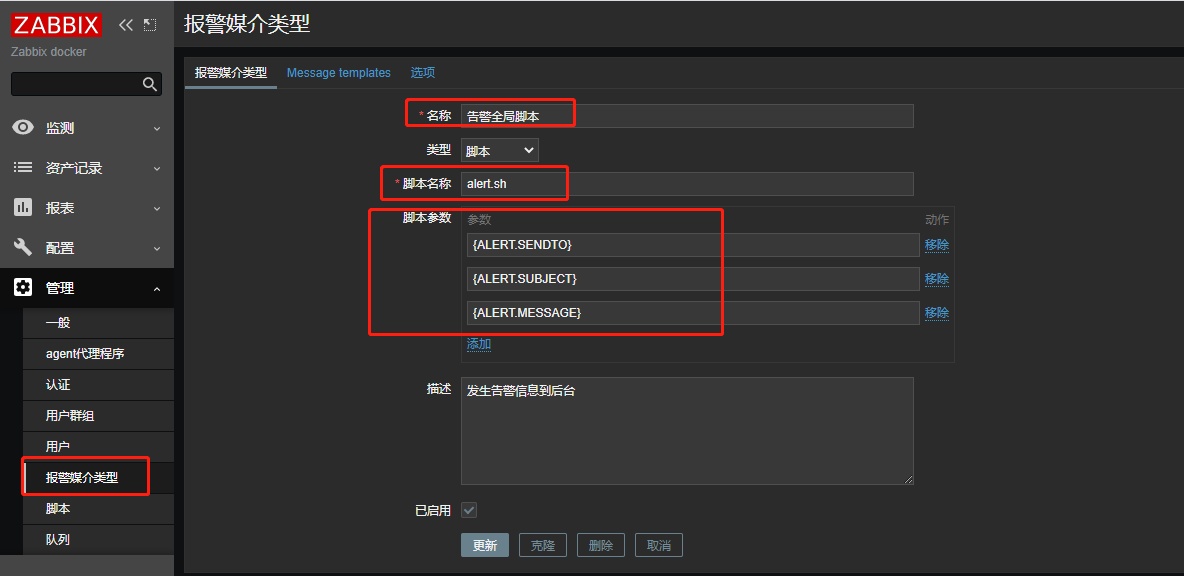 ZABBIX
Zabbix docker
监测
资产记录
报表
配置
管理
一般
agent代理程序
认证
用户群组
用户
报警媒介类型
脚本
队列
报警媒介类型
报警媒介类型 Message templates 选项
* 名称 告警全局脚本
类型 脚本
* 脚本名称 alert.sh
脚本参数 参数 动作
{ALERT.SENDTO} 移除
{ALERT.SUBJECT} 移除
{ALERT.MESSAGE} 移除
添加
描述 发生告警信息到后台
已启用
更新 克隆 删除 取消